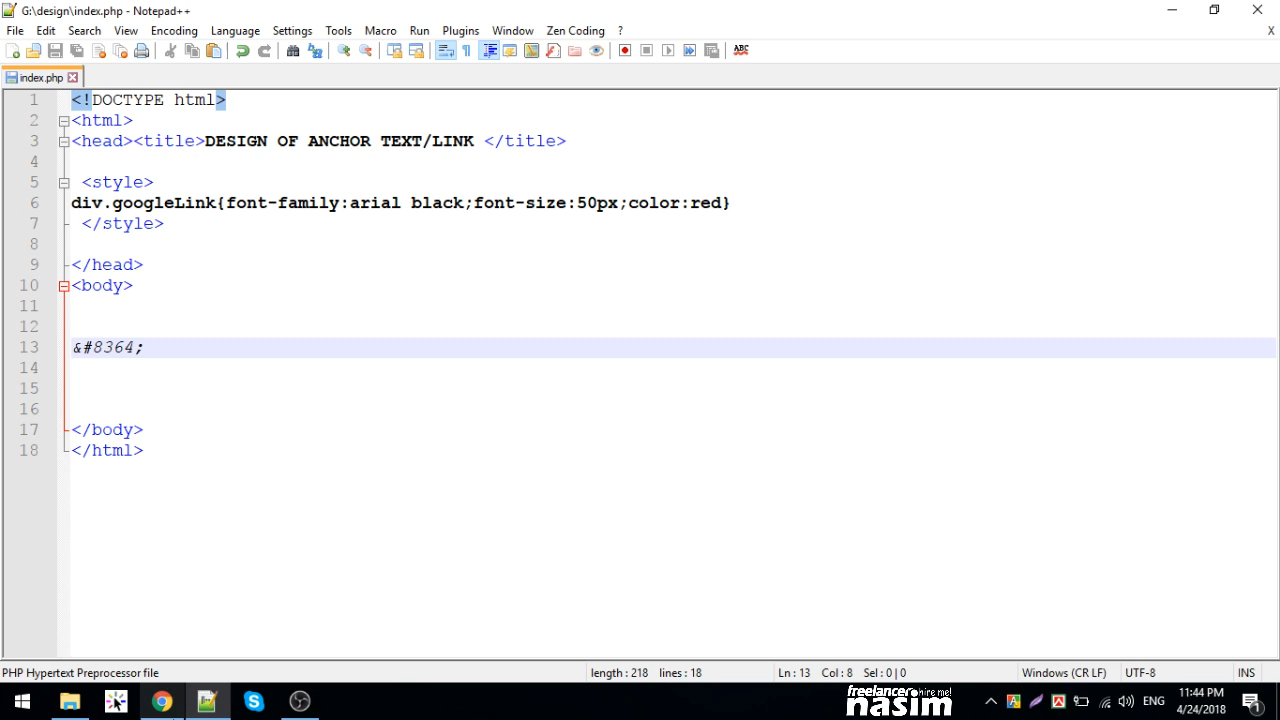 G:\design\index.php - Notepad++
File Edit Search View Encoding Language Settings Tools Macro Run Plugins Window Zen Coding ? X
ABC
index.php
1 <!DOCTYPE html>
2 <html>
3 <head><title>DESIGN OF ANCHOR TEXT/LINK </title>
4
5 <style>
6 div.googleLink{font-family:arial black;font-size:50px;color:red}
7 </style>
8
9 </head>
10 <body>
11
12
13 &#8364;
14
15
16
17 </body>
18 </html>
PHP Hypertext Preprocessor file length : 218 lines : 18 Ln : 13 Col : 8 Sel : 0 | 0 Windows (CR LF) UTF-8 INS
freelancer hire me!
nasim
ENG
11:44 PM
4/24/2018
1